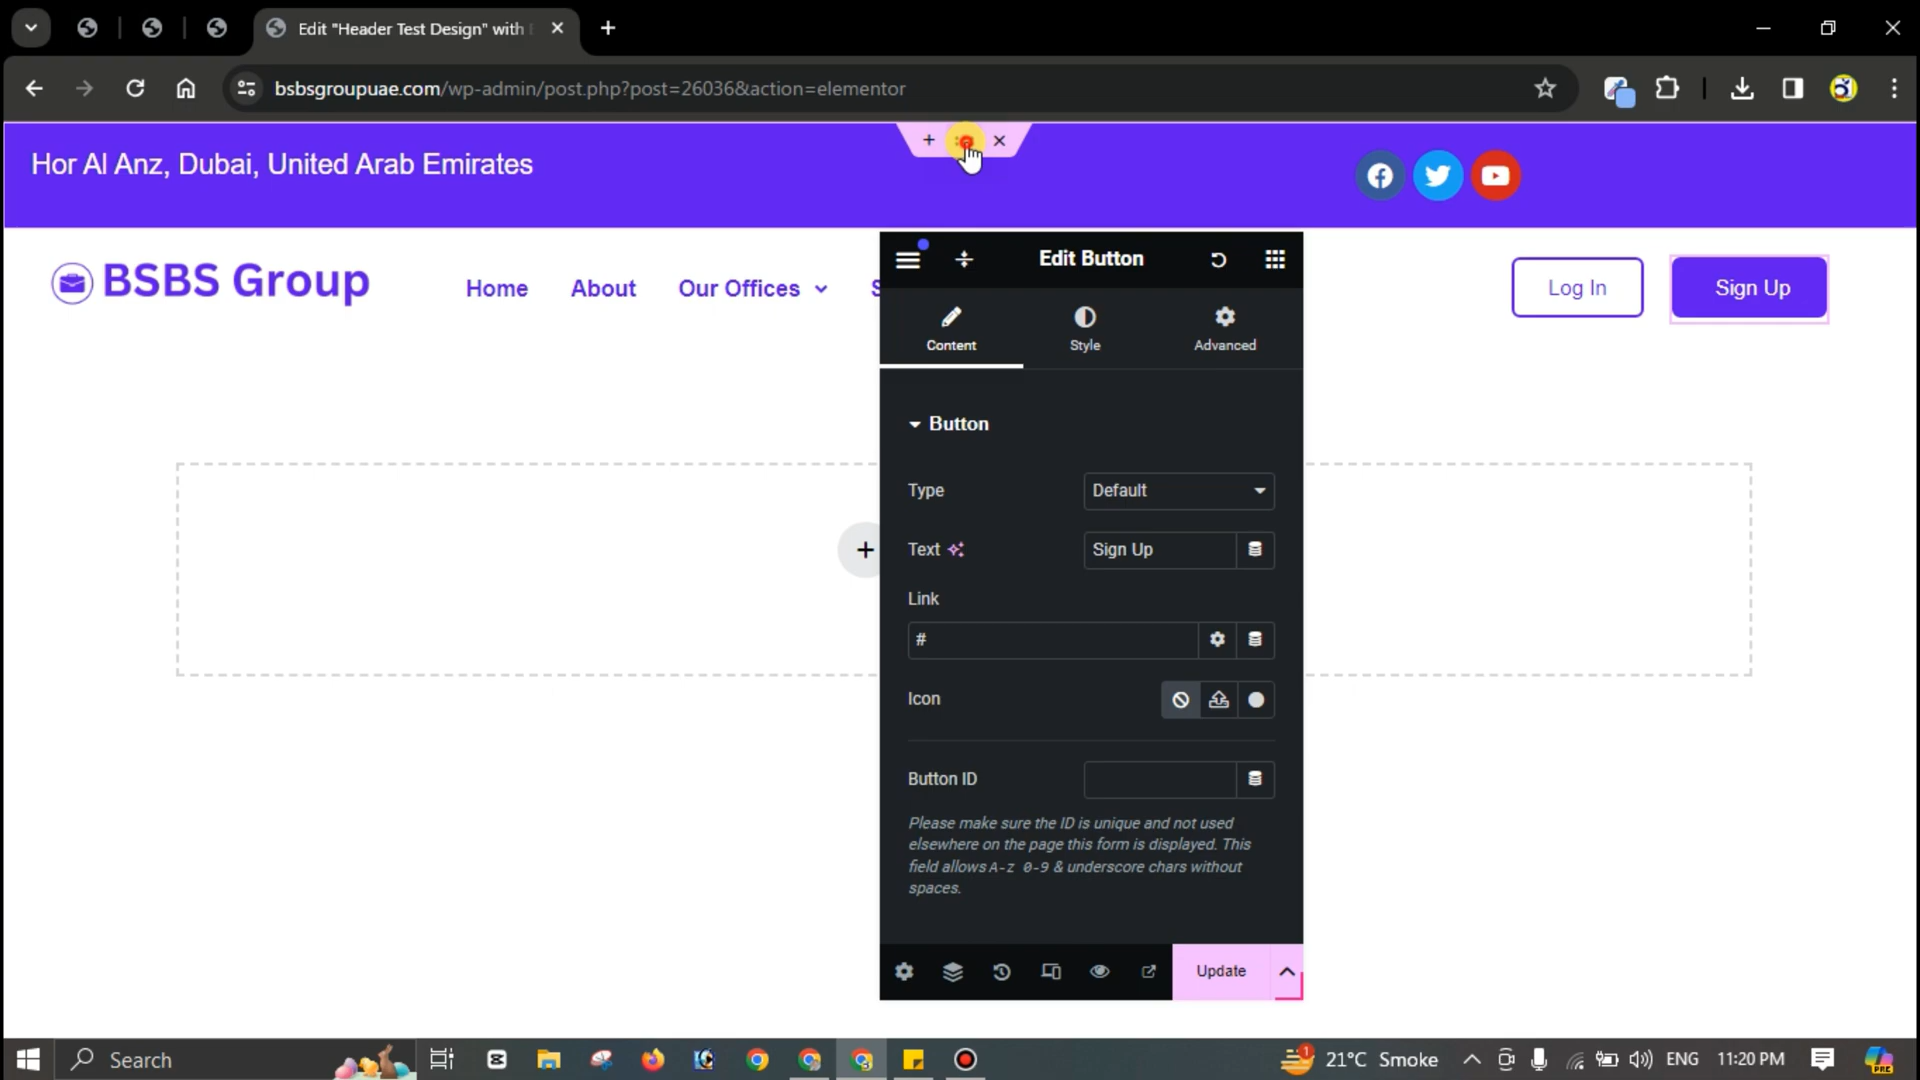 Edit "Header Test Design" with
bsbsgroupuae.com/wp-admin/post.php?post=26036&action=elementor
Hor Al Anz, Dubai, United Arab Emirates
BSBS Group
Home
About
Our Offices
Log In
Sign Up
Edit Button
Content
Style
Advanced
Button
Type
Default
Text
Sign Up
Link
#
Icon
Button ID
Please make sure the ID is unique and not used
elsewhere on the page this form is displayed. This
field allows A-z 0-9 & underscore chars without
spaces.
Update
Search
1
21°C Smoke
ENG
11:20 PM
PRE